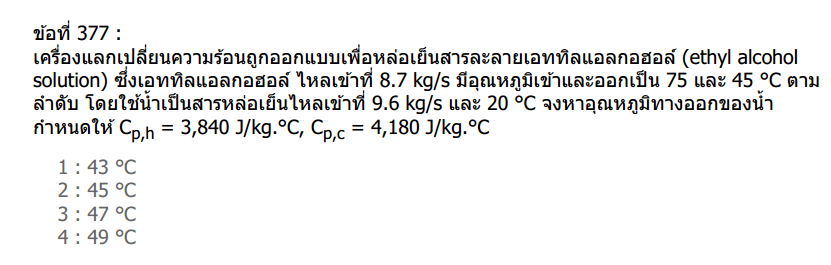 ข้อที่ 377 :
เครื่องแลกเปลี่ยนความร้อนถูกออกแบบเพื่อหล่อเย็นสารละลายเอททิลแอลกอฮอล์ (ethyl alcohol
solution) ซึ่งเอททิลแอลกอฮอล์ ไหลเข้าที่ 8.7 kg/s มีอุณหภูมิเข้าและออกเป็น 75 และ 45 °C ตาม
ลำดับ โดยใช้น้ำเป็นสารหล่อเย็นไหลเข้าที่ 9.6 kg/s และ 20 °C จงหาอุณหภูมิทางออกของน้ำ
กำหนดให้ Cp,h = 3,840 J/kg.°C, Cp,c = 4,180 J/kg.°C
1 : 43 °C
2 : 45 °C
3 : 47 °C
4 : 49 °C